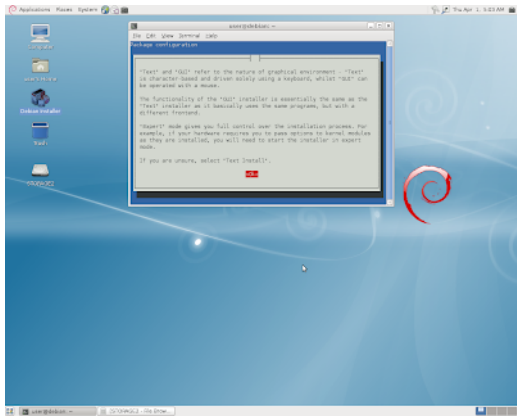 Applications Places System
Thu Apr 1, 5:03 AM
user@debian: ~
File Edit View Terminal Help
Package configuration
"Text" and "GUI" refer to the nature of graphical environment - "Text"
is character-based and driven solely using a keyboard, whilst "GUI" can
be operated with a mouse.
The functionality of the "GUI" installer is essentially the same as the
"Text" installer as it basically uses the same programs, but with a
different frontend.
"Expert" mode gives you full control over the installation process. For
example, if your hardware requires you to pass options to kernel modules
as they are installed, you will need to start the installer in expert
mode.
If you are unsure, select "Text Install".
<Ok>
Computer
Debian Installer
Trash
user@debian: ~